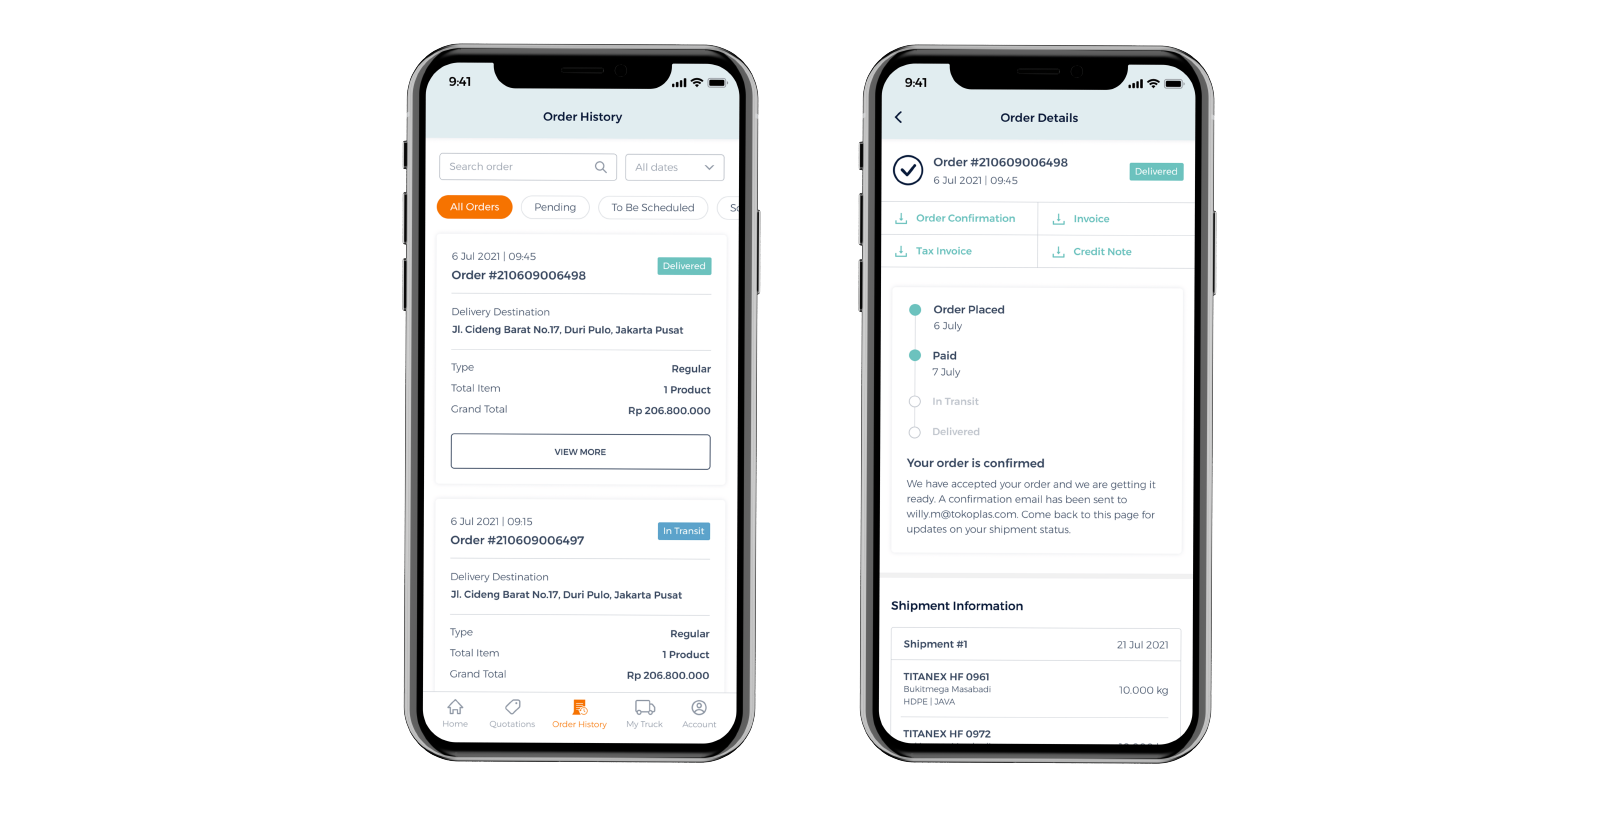 9:41
Order History
Search order
All dates
All Orders
Pending
To Be Scheduled
6 Jul 2021 | 09:45
Order #210609006498
Delivered
Delivery Destination
Jl. Cideng Barat No.17, Duri Pulo, Jakarta Pusat
Type Regular
Total Item 1 Product
Grand Total Rp 206.800.000
VIEW MORE
6 Jul 2021 | 09:15
Order #210609006497
In Transit
Delivery Destination
Jl. Cideng Barat No.17, Duri Pulo, Jakarta Pusat
Type Regular
Total Item 1 Product
Grand Total Rp 206.800.000
Home
Quotations
Order History
My Truck
Account
9:41
Order Details
Order #210609006498
6 Jul 2021 | 09:45
Delivered
Order Confirmation
Invoice
Tax Invoice
Credit Note
Order Placed
6 July
Paid
7 July
In Transit
Delivered
Your order is confirmed
We have accepted your order and we are getting it
ready. A confirmation email has been sent to
willy.m@tokoplas.com. Come back to this page for
updates on your shipment status.
Shipment Information
Shipment #1 21 Jul 2021
TITANEX HF 0961
Bukitmega Masabadi
HDPE | JAVA
10.000 kg
TITANEX HF 0972